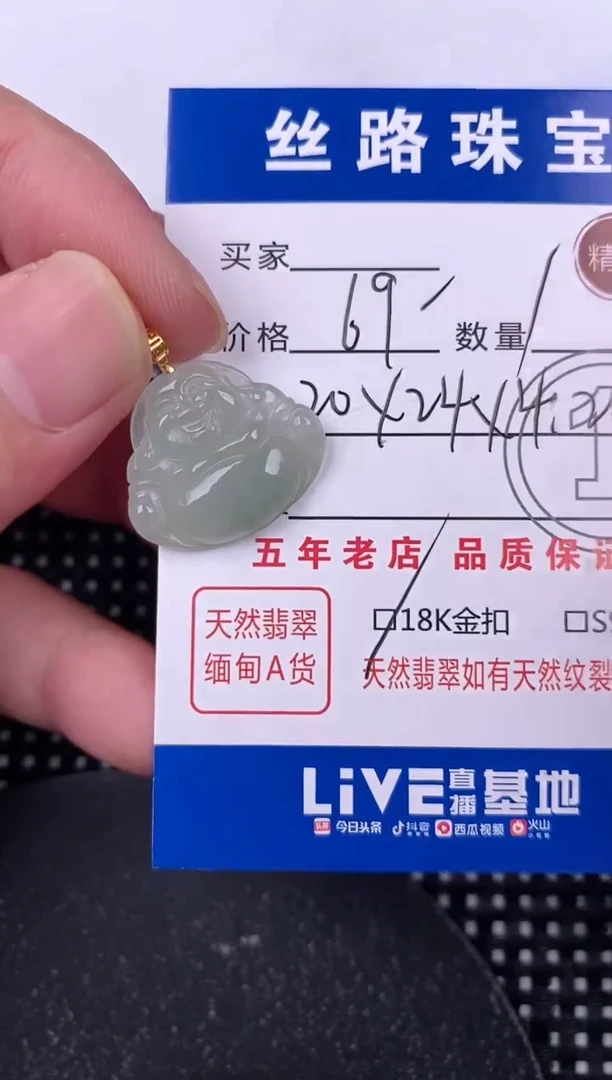 丝路珠宝
买家
精
价格 69 数量
20X24X4.
五年老店 品质保证
天然翡翠
缅甸A货
18K金扣
天然翡翠如有天然纹裂
LiVE直播基地
头条 今日头条 抖音 西瓜视频 火山